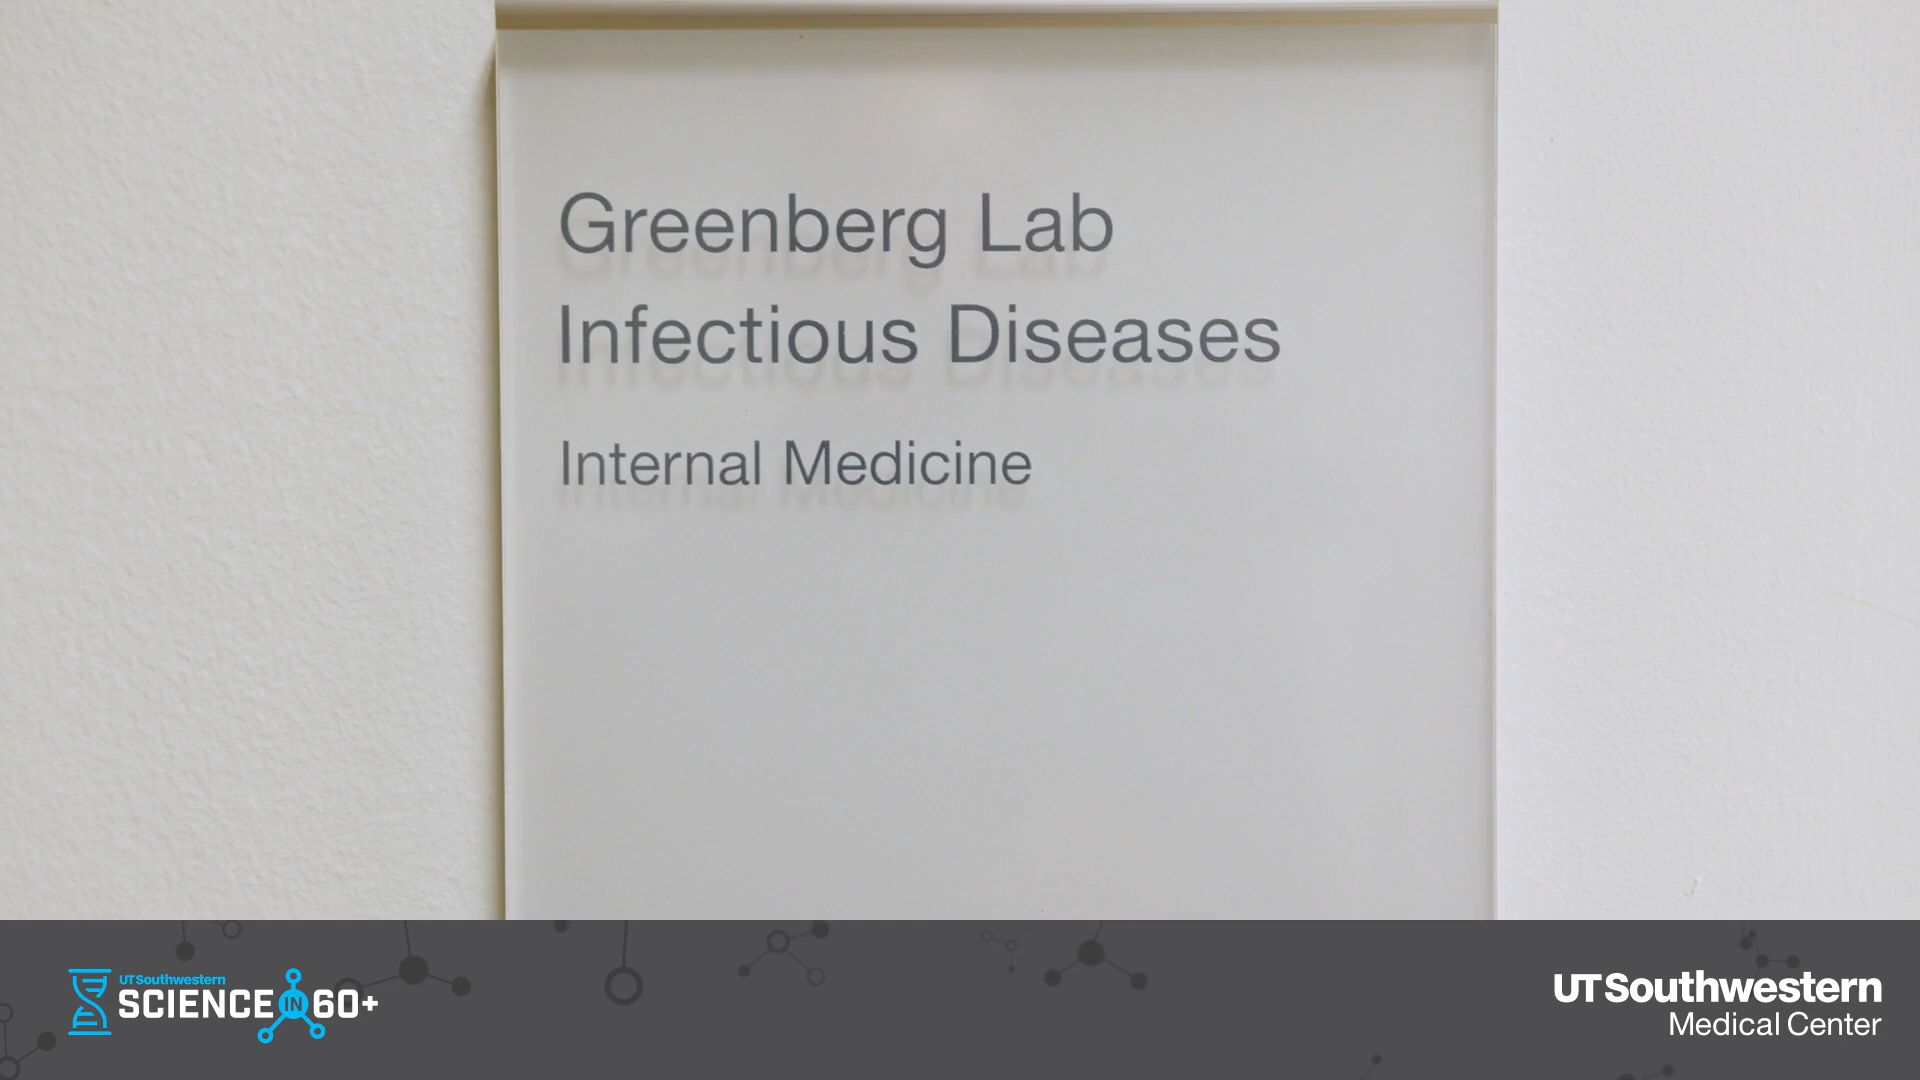 Greenberg Lab
Infectious Diseases
Internal Medicine
UTSouthwestern
SCIENCE IN 60+
UTSouthwestern
Medical Center